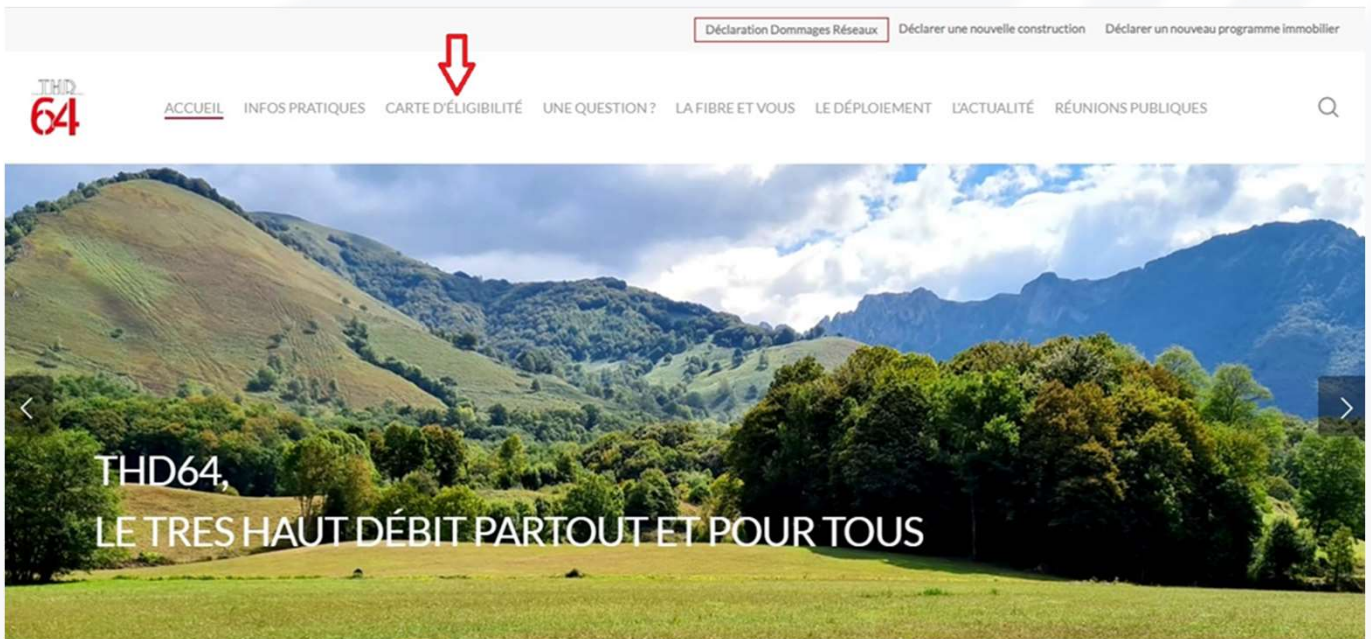 Déclaration Dommages Réseaux Déclarer une nouvelle construction Déclarer un nouveau programme immobilier
THD
64
ACCUEIL INFOS PRATIQUES CARTE D'ÉLIGIBILITÉ UNE QUESTION ? LA FIBRE ET VOUS LE DÉPLOIEMENT L'ACTUALITÉ RÉUNIONS PUBLIQUES
THD64,
LE TRES HAUT DÉBIT PARTOUT ET POUR TOUS